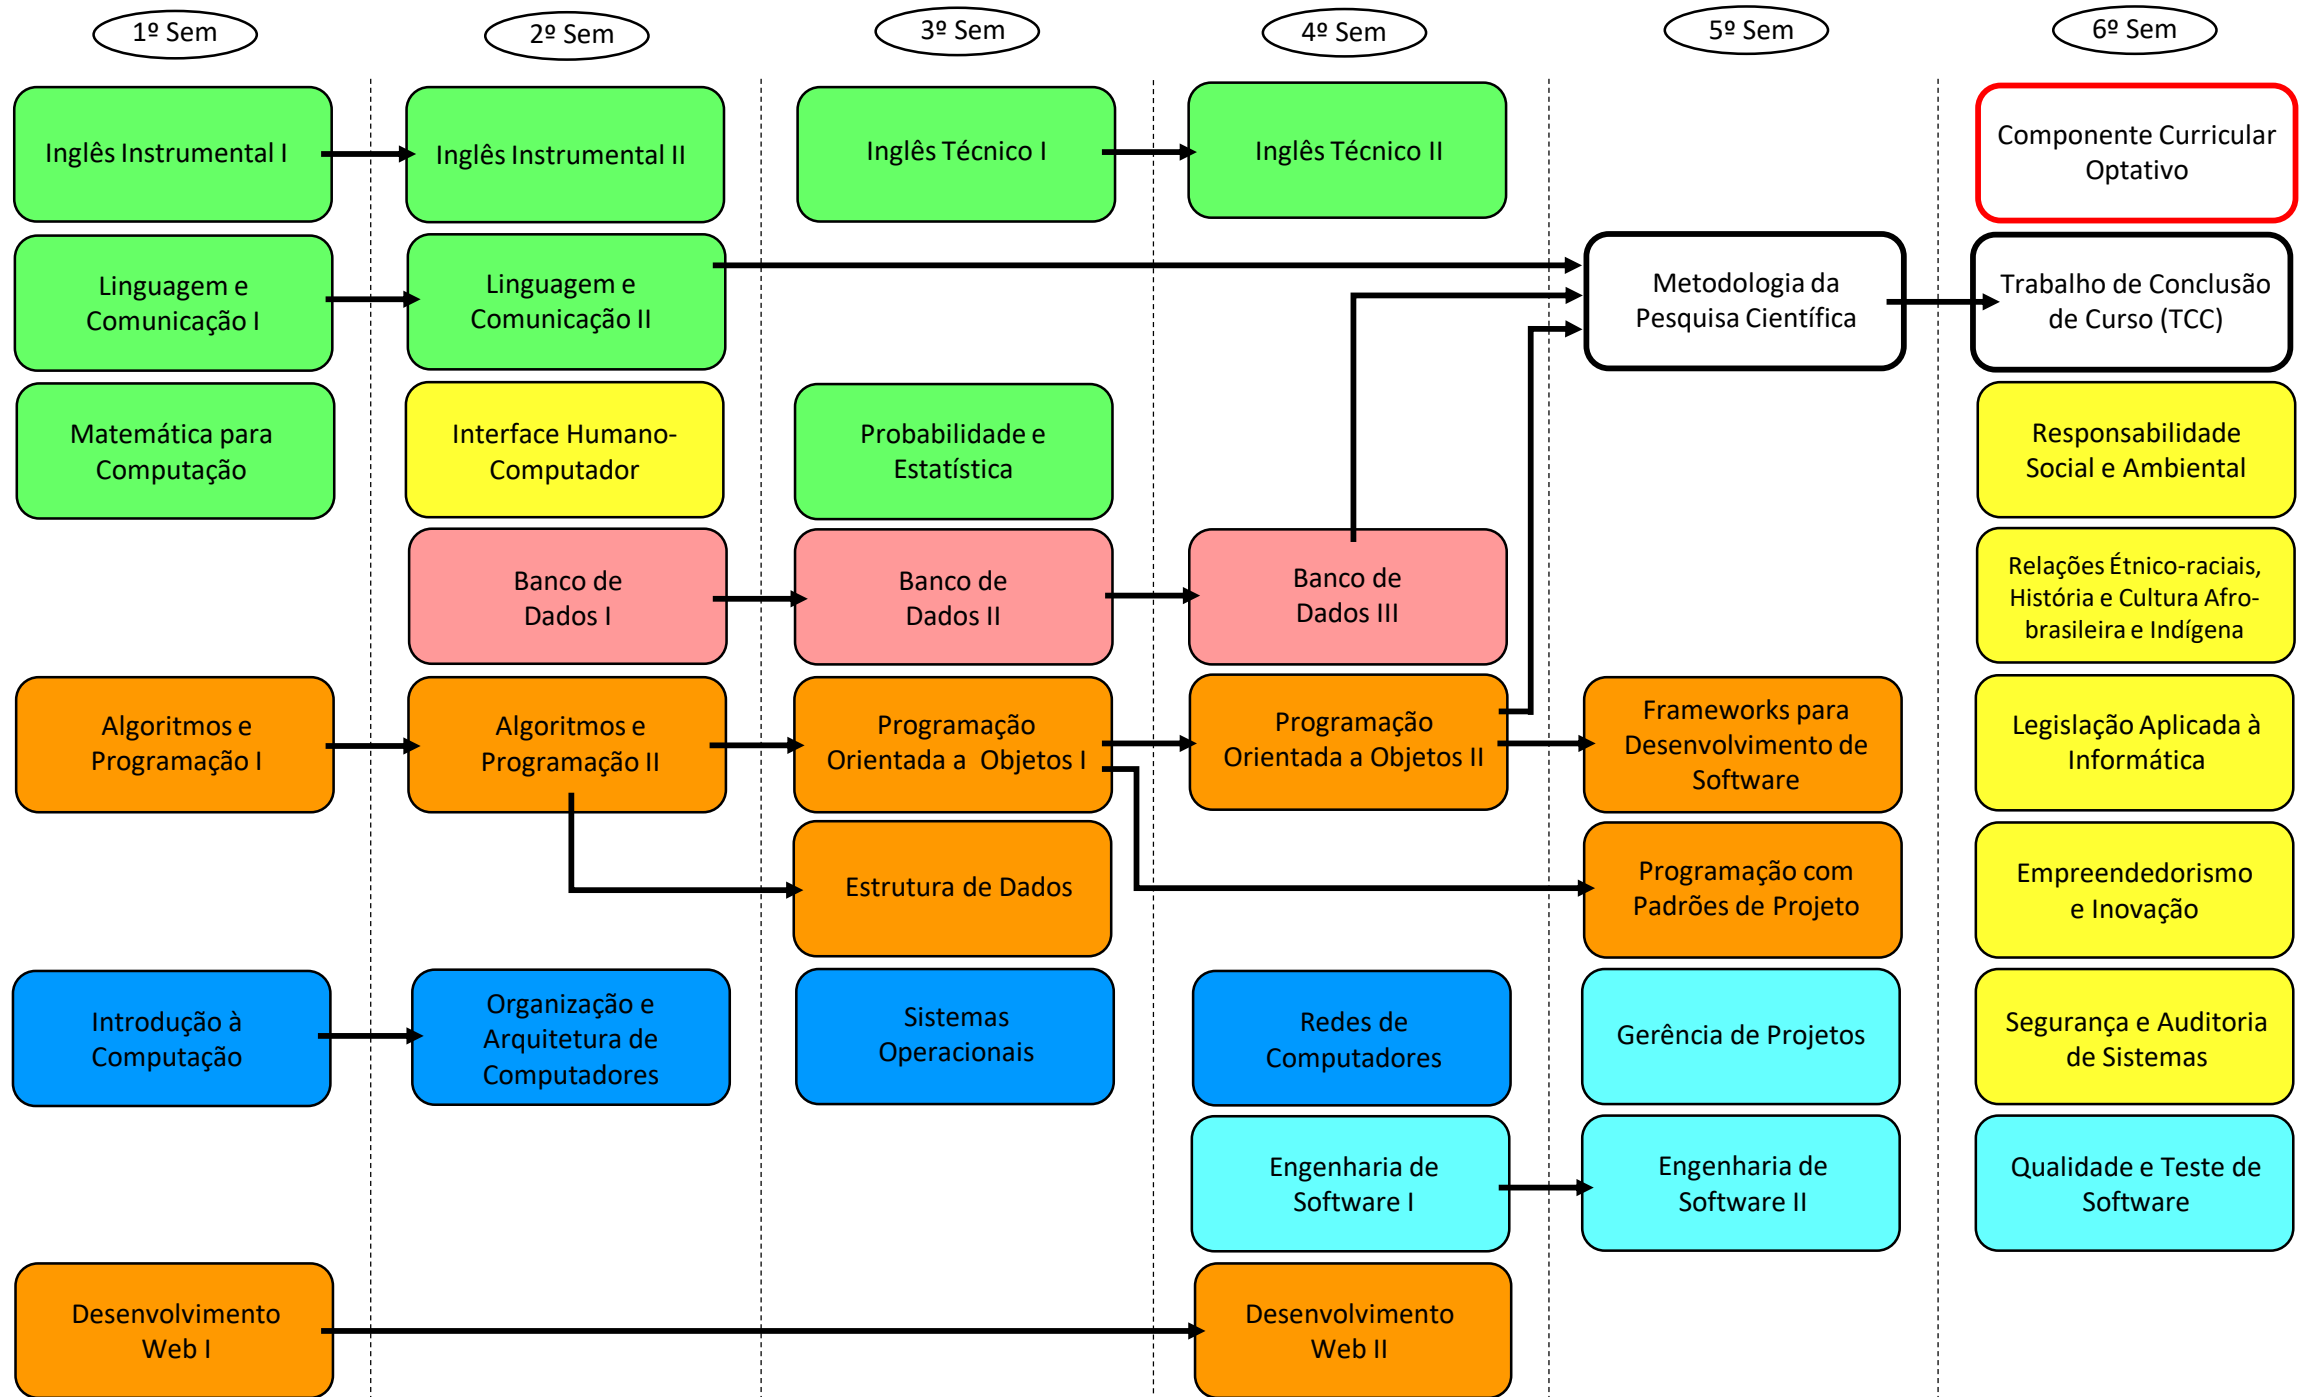 1º Sem
2º Sem
3º Sem
4º Sem
5º Sem
6º Sem
Inglês Instrumental I
Inglês Instrumental II
Inglês Técnico I
Inglês Técnico II
Componente Curricular
Optativo
Linguagem e
Comunicação I
Linguagem e
Comunicação II
Metodologia da
Pesquisa Científica
Trabalho de Conclusão
de Curso (TCC)
Matemática para
Computação
Interface Humano-
Computador
Probabilidade e
Estatística
Responsabilidade
Social e Ambiental
Banco de
Dados I
Banco de
Dados II
Banco de
Dados III
Relações Étnico-raciais,
História e Cultura Afro-
brasileira e Indígena
Algoritmos e
Programação I
Algoritmos e
Programação II
Programação
Orientada a Objetos I
Programação
Orientada a Objetos II
Frameworks para
Desenvolvimento de
Software
Legislação Aplicada à
Informática
Estrutura de Dados
Programação com
Padrões de Projeto
Empreendedorismo
e Inovação
Introdução à
Computação
Organização e
Arquitetura de
Computadores
Sistemas
Operacionais
Redes de
Computadores
Gerência de Projetos
Segurança e Auditoria
de Sistemas
Engenharia de
Software I
Engenharia de
Software II
Qualidade e Teste de
Software
Desenvolvimento
Web I
Desenvolvimento
Web II